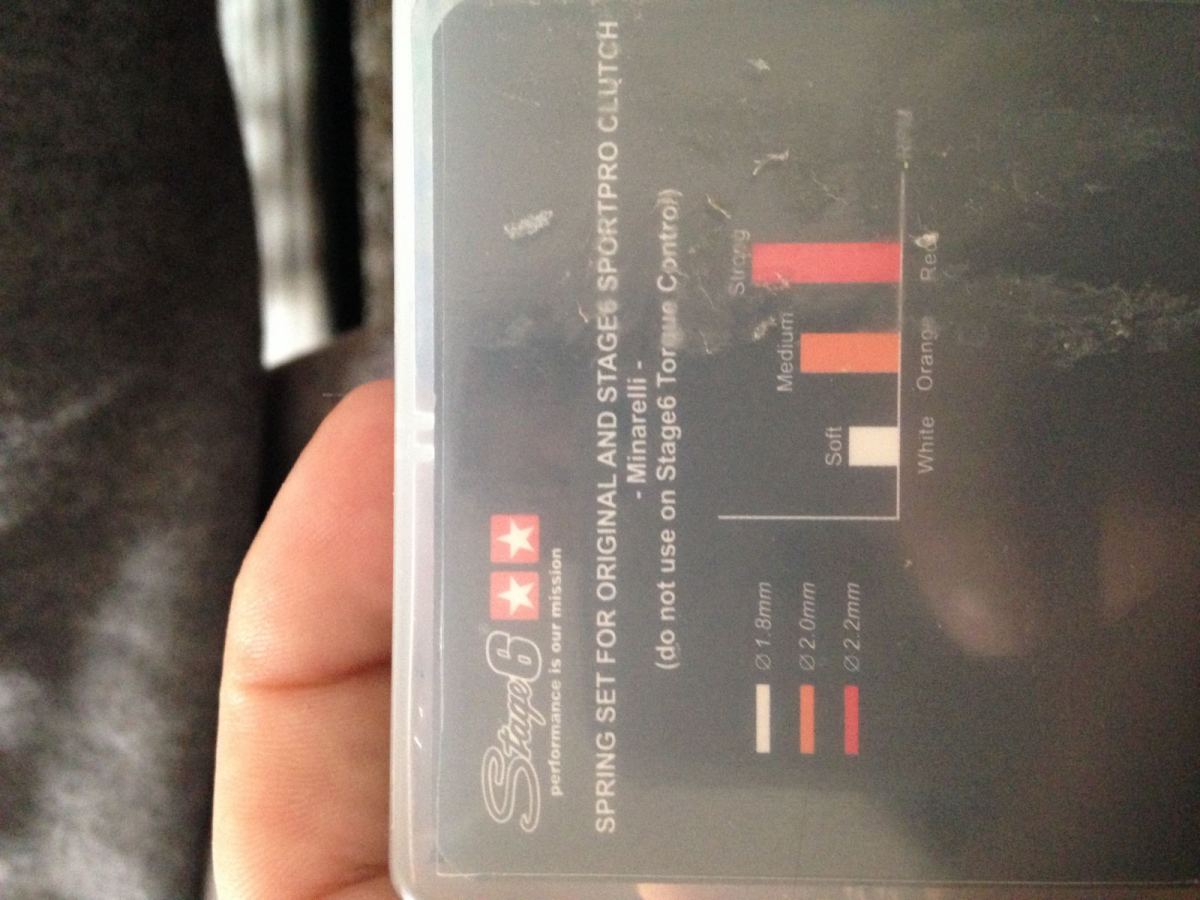 Stage6
performance is our mission
SPRING SET FOR ORIGINAL AND STAGE6 SPORTPRO CLUTCH
- Minarelli -
(do not use on Stage6 Torque Control)
Ø 1.8mm
Ø 2.0mm
Ø 2.2mm
Soft
Medium
Strong
White
Orange
Red